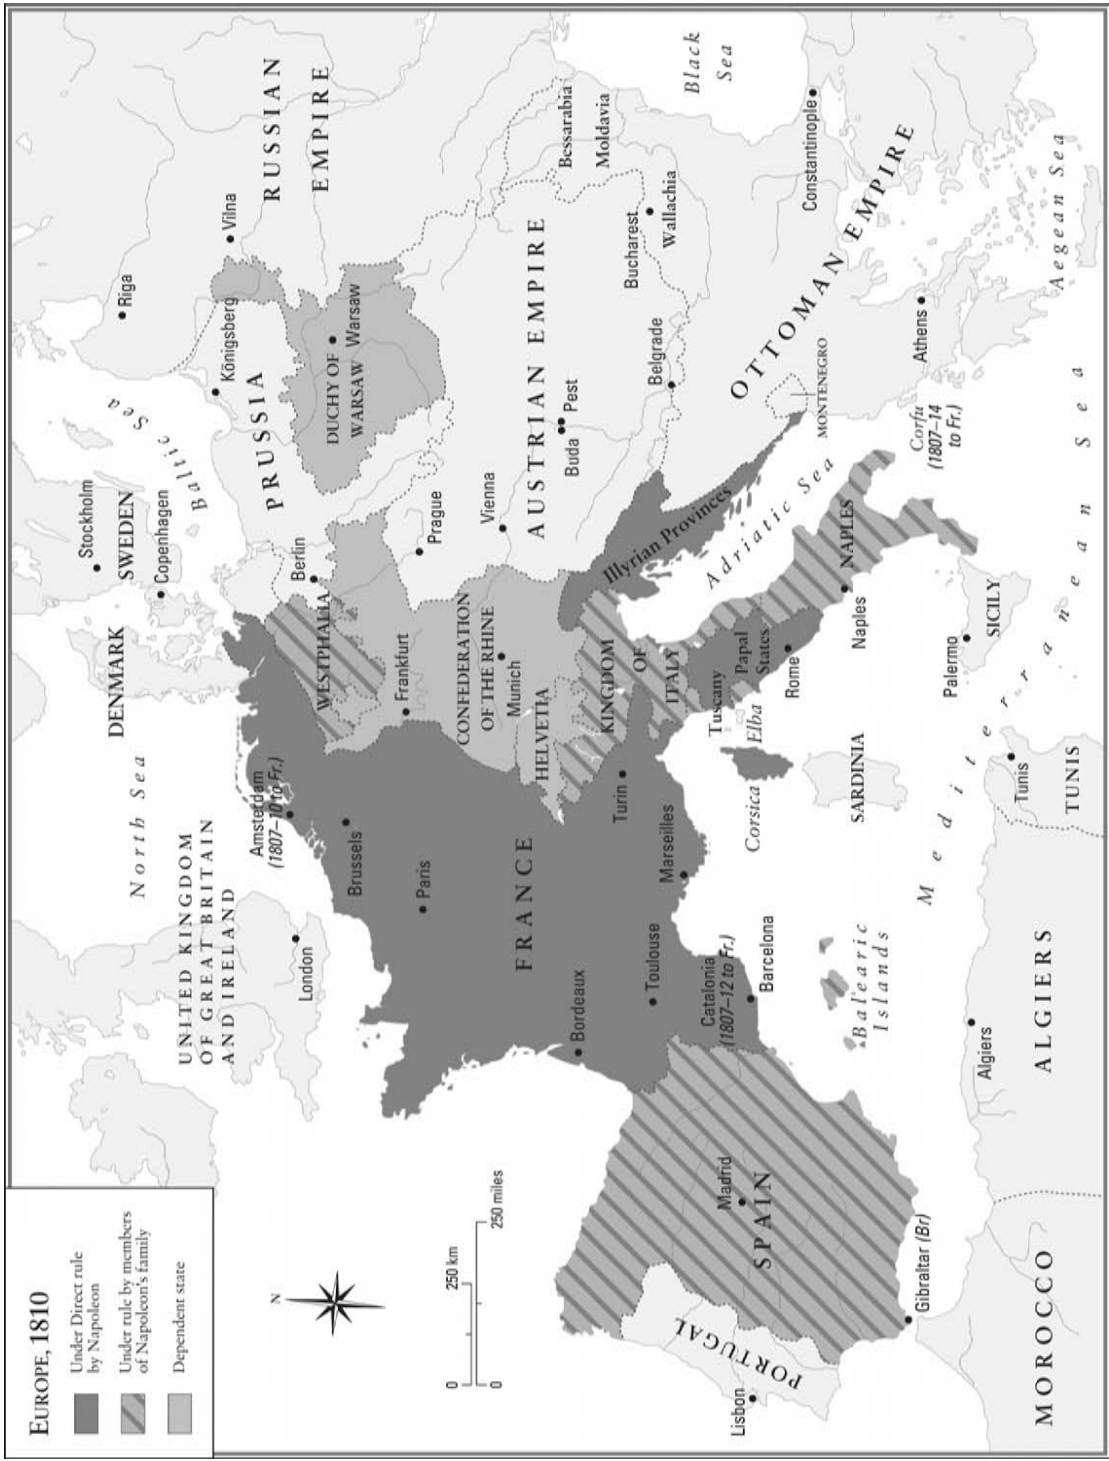 EUROPE, 1810
Under Direct rule
by Napoleon
Under rule by members
of Napoleon's family
Dependent state
N
0
250 km
0
250 miles
UNITED KINGDOM
OF GREAT BRITAIN
AND IRELAND
London
North Sea
DENMARK
SWEDEN
Stockholm
Copenhagen
Baltic Sea
Riga
Vilna
Königsberg
RUSSIAN
EMPIRE
PRUSSIA
Berlin
DUCHY OF
WARSAW
Warsaw
Amsterdam
(1807–10 to Fr.)
Brussels
Paris
WESTPHALIA
Frankfurt
CONFEDERATION
OF THE RHINE
Munich
Prague
Vienna
FRANCE
HELVETIA
AUSTRIAN EMPIRE
Buda
Pest
Bessarabia
Moldavia
Bucharest
Wallachia
Belgrade
Black
Sea
Bordeaux
Toulouse
Marseilles
Turin
KINGDOM
OF
ITALY
Illyrian Provinces
Adriatic Sea
Tuscany
Papal
States
Rome
Elba
Corsica
SARDINIA
NAPLES
Naples
MONTENEGRO
OTTOMAN EMPIRE
Constantinople
Corfu
(1807–14
to Fr.)
Athens
Aegean Sea
Catalonia
(1807–12 to Fr.)
Barcelona
Balearic
Islands
Madrid
SPAIN
PORTUGAL
Lisbon
Gibraltar (Br)
Palermo
SICILY
Mediterranean Sea
MOROCCO
Algiers
ALGIERS
Tunis
TUNIS